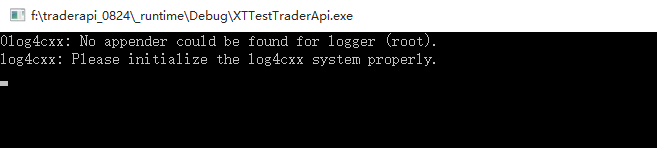 f:\traderapi_0824\_runtime\Debug\XTTestTraderApi.exe
0log4cxx: No appender could be found for logger (root).
log4cxx: Please initialize the log4cxx system properly.